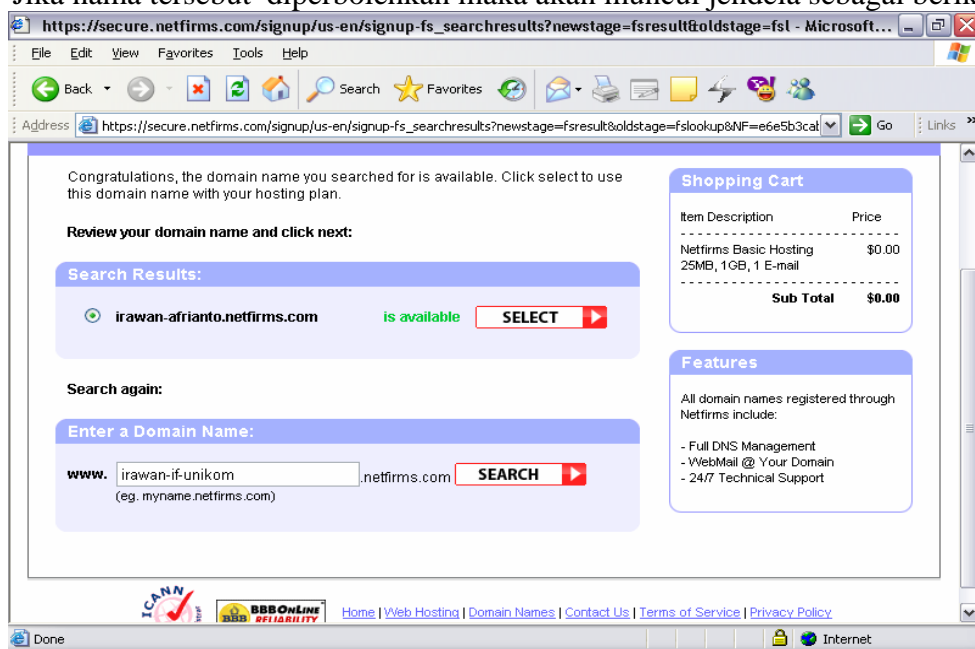 Jika nama tersebut diperbolehkan maka akan muncul jendela sebagai berik
https://secure.netfirms.com/signup/us-en/signup-fs_searchresults?newstage=fsresult&oldstage=fsl - Microsoft...
File Edit View Favorites Tools Help
Back Search Favorites
Address https://secure.netfirms.com/signup/us-en/signup-fs_searchresults?newstage=fsresult&oldstage=fslookup&NF=e6e5b3cat Go Links »
Congratulations, the domain name you searched for is available. Click select to use
this domain name with your hosting plan.
Review your domain name and click next:
Search Results:
irawan-afrianto.netfirms.com is available SELECT
Search again:
Enter a Domain Name:
www. irawan-if-unikom .netfirms.com SEARCH
(eg. myname.netfirms.com)
Shopping Cart
Item Description Price
Netfirms Basic Hosting $0.00
25MB, 1GB, 1 E-mail
Sub Total $0.00
Features
All domain names registered through
Netfirms include:
- Full DNS Management
- WebMail @ Your Domain
- 24/7 Technical Support
ICANN
BBB BBBONLINE
RELIABILITY
Home | Web Hosting | Domain Names | Contact Us | Terms of Service | Privacy Policy
Done Internet